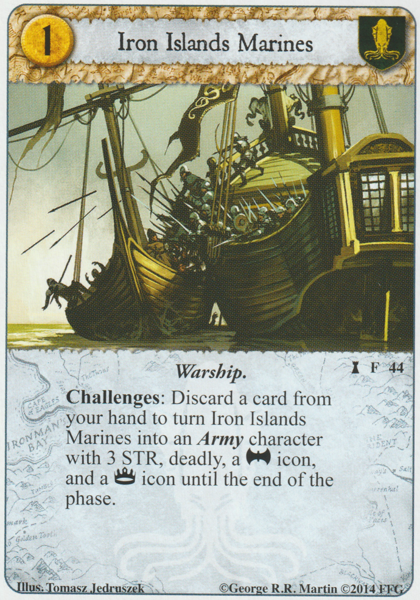 1
Iron Islands Marines
Warship.
F 44
Challenges: Discard a card from
your hand to turn Iron Islands
Marines into an Army character
with 3 STR, deadly, a icon,
and a icon until the end of the
phase.
IRONMAN'S
BAY
Illus. Tomasz Jedruszek
©George R.R. Martin ©2014 FFG